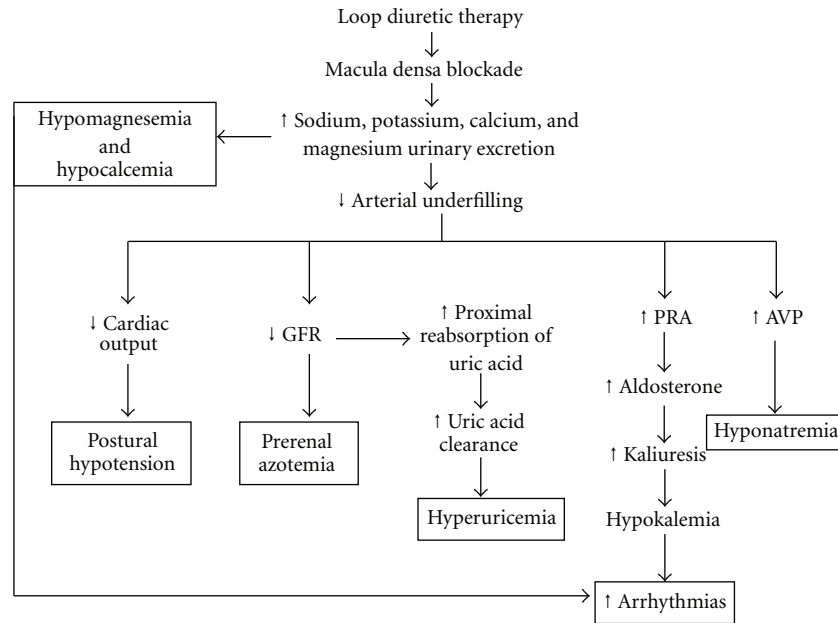 Loop diuretic therapy
Macula densa blockade
↑ Sodium, potassium, calcium, and
magnesium urinary excretion
Hypomagnesemia
and
hypocalcemia
↓ Arterial underfilling
↓ Cardiac
output
↓ GFR
↑ Proximal
reabsorption of
uric acid
↑ PRA
↑ AVP
↑ Aldosterone
Postural
hypotension
Prerenal
azotemia
↑ Uric acid
clearance
Hyponatremia
↑ Kaliuresis
Hyperuricemia
Hypokalemia
↑ Arrhythmias